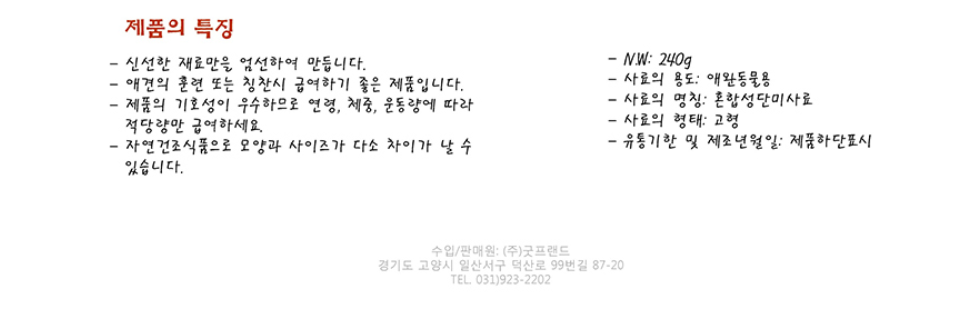 제품의 특징
- 신선한 재료만을 엄선하여 만듭니다.
- 애견의 훈련 또는 칭찬시 급여하기 좋은 제품입니다.
- 제품의 기호성이 우수하므로 연령, 체중, 운동량에 따라
적당량만 급여하세요.
- 자연건조식품으로 모양과 사이즈가 다소 차이가 날 수
있습니다.
- N.W: 240g
- 사료의 용도: 애완동물용
- 사료의 명칭: 혼합성단미사료
- 사료의 형태: 고형
- 유통기한 및 제조년월일: 제품하단표시
수입/판매원: (주)굿프랜드
경기도 고양시 일산서구 덕산로 99번길 87-20
TEL. 031)923-2202